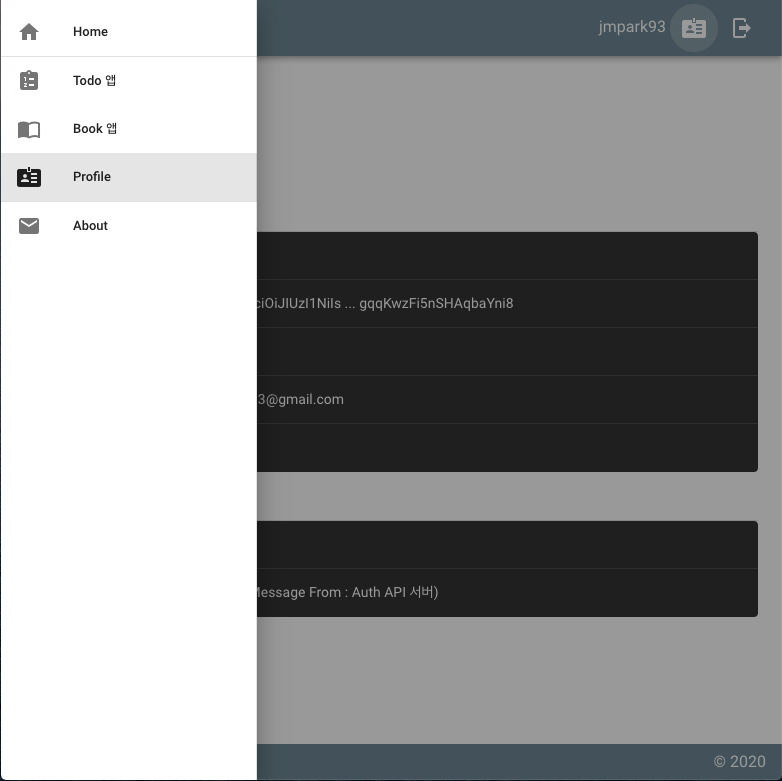 Home
jmpark93
Todo 앱
Book 앱
Profile
About
ciOiJIUzI1NiIs ... gqqKwzFi5nSHAqbaYni8
3@gmail.com
Message From : Auth API 서버)
© 2020